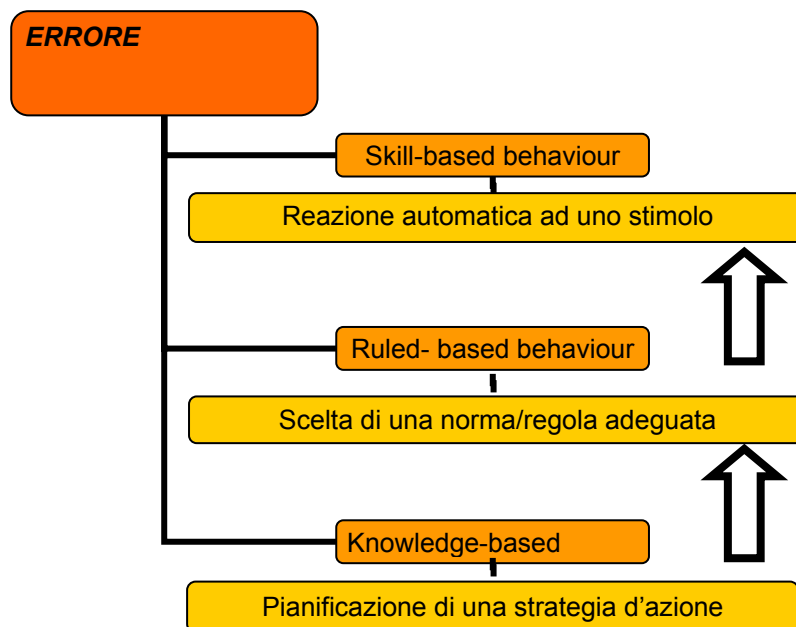 ERRORE
Skill-based behaviour
Reazione automatica ad uno stimolo
Ruled- based behaviour
Scelta di una norma/regola adeguata
Knowledge-based
Pianificazione di una strategia d’azione